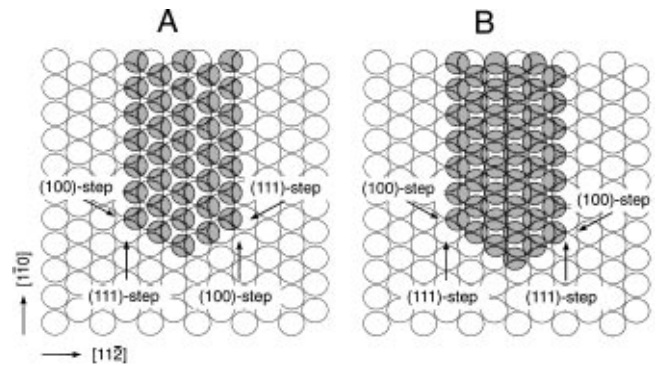 A B
(100)-step (111)-step (100)-step (100)-step
(111)-step (100)-step (111)-step (111)-step
[11̄0]
[112̄]